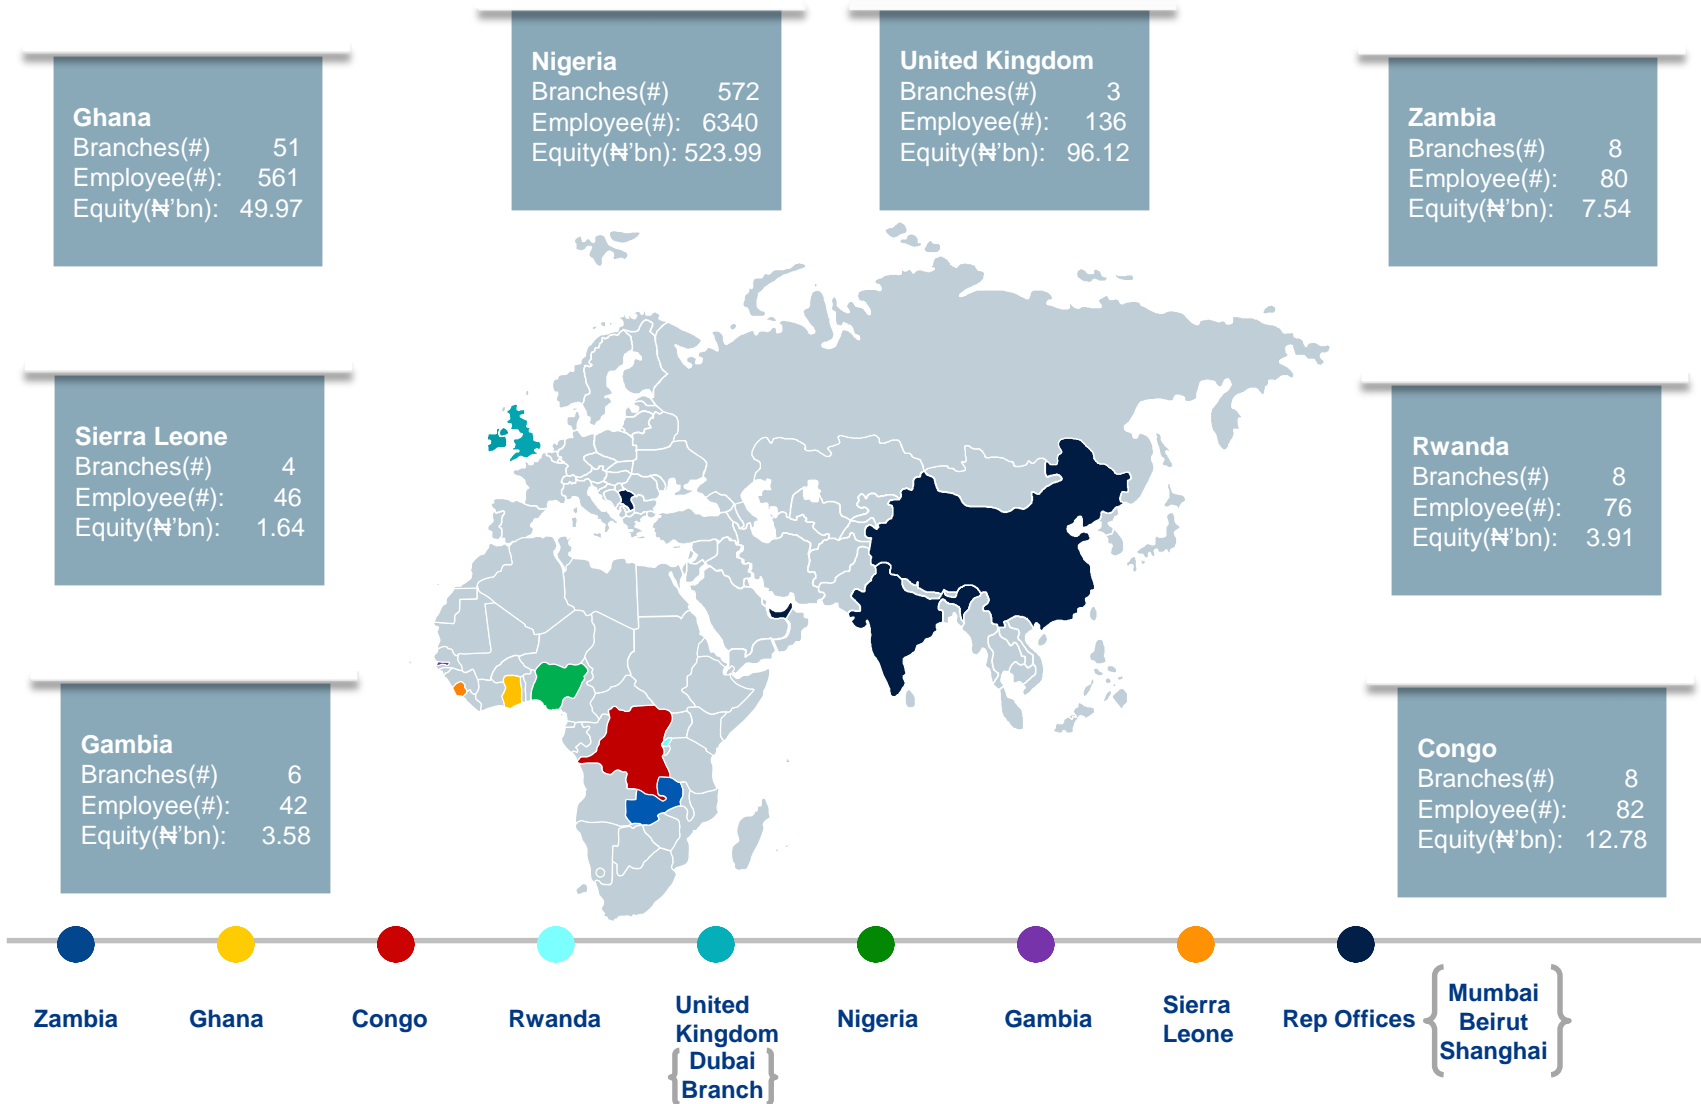 Ghana
Branches(#) 51
Employee(#): 561
Equity(₦'bn): 49.97
Nigeria
Branches(#) 572
Employee(#): 6340
Equity(₦'bn): 523.99
United Kingdom
Branches(#) 3
Employee(#): 136
Equity(₦'bn): 96.12
Zambia
Branches(#) 8
Employee(#): 80
Equity(₦'bn): 7.54
Sierra Leone
Branches(#) 4
Employee(#): 46
Equity(₦'bn): 1.64
Rwanda
Branches(#) 8
Employee(#): 76
Equity(₦'bn): 3.91
Gambia
Branches(#) 6
Employee(#): 42
Equity(₦'bn): 3.58
Congo
Branches(#) 8
Employee(#): 82
Equity(₦'bn): 12.78
Zambia
Ghana
Congo
Rwanda
United
Kingdom
Dubai
Branch
Nigeria
Gambia
Sierra
Leone
Rep Offices
Mumbai
Beirut
Shanghai